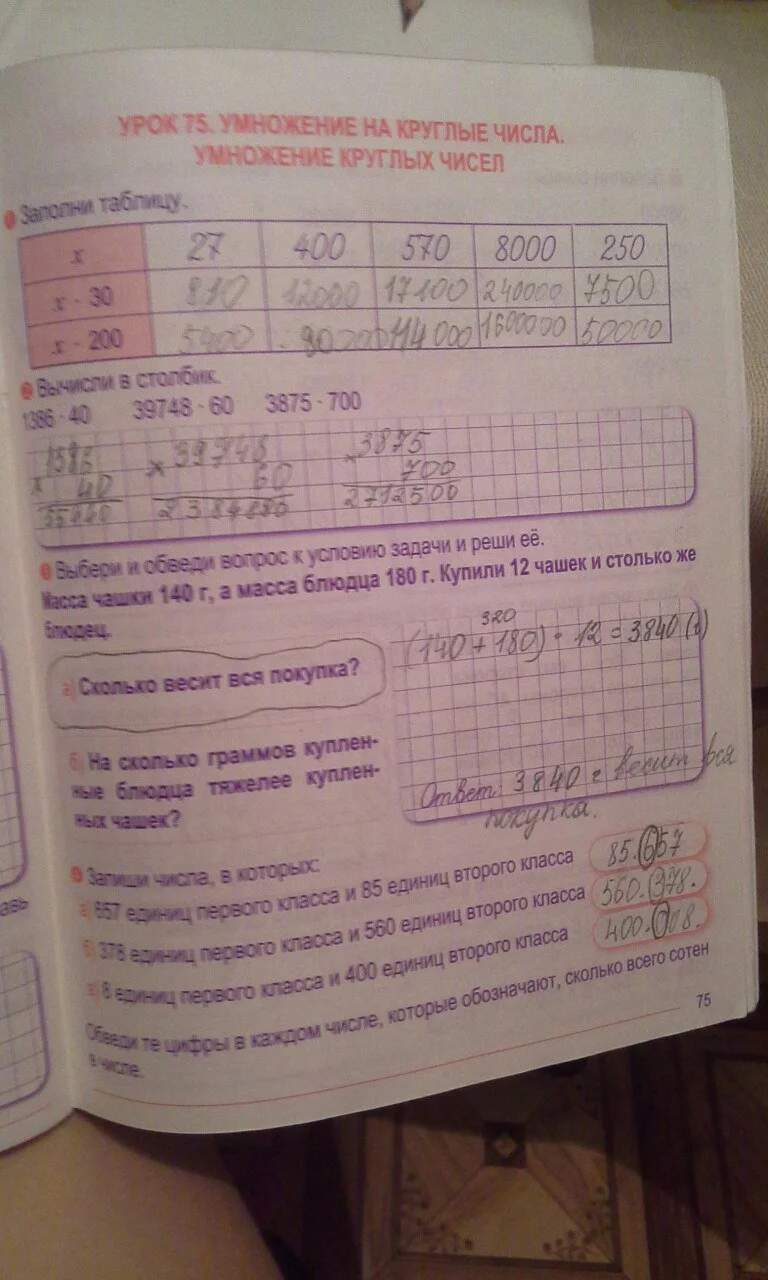 УРОК 75. УМНОЖЕНИЕ НА КРУГЛЫЕ ЧИСЛА.
УМНОЖЕНИЕ КРУГЛЫХ ЧИСЕЛ
Заполни таблицу.
x 27 400 570 8000 250
x · 30 810 12000 17100 240000 7500
x · 200 5400 114000 1600000 50000
Вычисли в столбик.
1386 · 40 39748 · 60 3875 · 700
1386 × 39748 × 3875
× 40 60 700
55440 2712500
Выбери и обведи вопрос к условию задачи и реши её.
Масса чашки 140 г, а масса блюдца 180 г. Купили 12 чашек и столько же
блюдец.
320
(140 + 180) · 12 = 3840 (г)
а) Сколько весит вся покупка?
б) На сколько граммов куплен-
ные блюдца тяжелее куплен-
ных чашек?
Ответ: 3840 г весит вся
покупка.
Запиши числа, в которых:
а) 657 единиц первого класса и 85 единиц второго класса 85.657
б) 378 единиц первого класса и 560 единиц второго класса 560.378.
в) 8 единиц первого класса и 400 единиц второго класса 400.008.
Обведи те цифры в каждом числе, которые обозначают, сколько всего сотен
в числе.
75